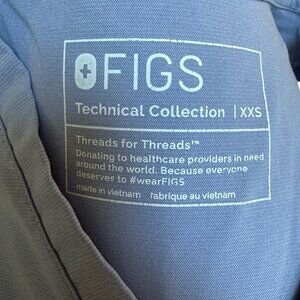 FIGS
Technical Collection | XXS
Threads for Threads™
Donating to healthcare providers in need
around the world. Because everyone
deserves to #wearFIGS
made in vietnam fabrique au vietnam